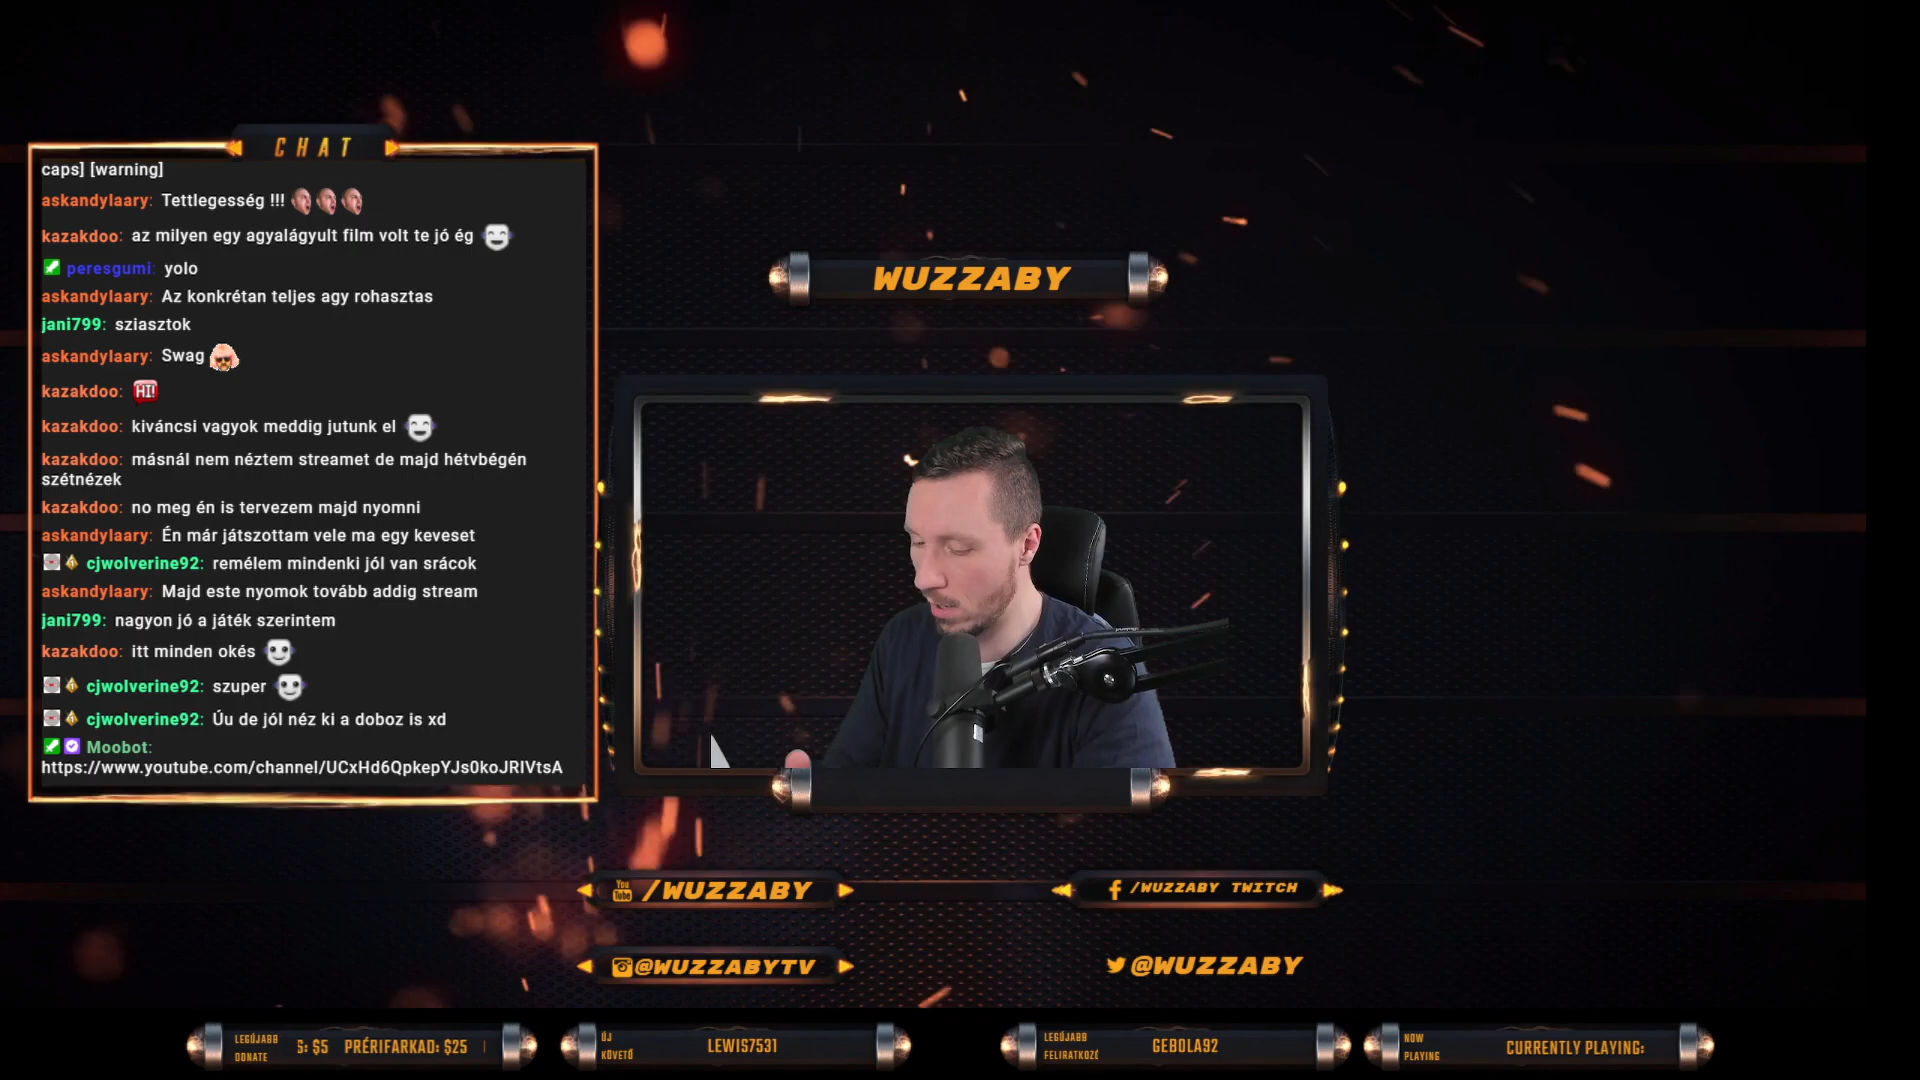 CHAT
caps] [warning]
askandylaary: Tettlegesség !!!
kazakdoo: az milyen egy agyalágyult film volt te jó ég
peresgumi: yolo
askandylaary: Az konkrétan teljes agy rohasztas
jani799: sziasztok
askandylaary: Swag
kazakdoo: HI!
kazakdoo: kiváncsi vagyok meddig jutunk el
kazakdoo: másnál nem néztem streamet de majd hétvbégén
szétnézek
kazakdoo: no meg én is tervezem majd nyomni
askandylaary: Én már játszottam vele ma egy keveset
cjwolverine92: remélem mindenki jól van srácok
askandylaary: Majd este nyomok tovább addig stream
jani799: nagyon jó a játék szerintem
kazakdoo: itt minden okés
cjwolverine92: szuper
cjwolverine92: Úu de jól néz ki a doboz is xd
Moobot:
https://www.youtube.com/channel/UCxHd6QpkepYJs0koJRIVtsA
WUZZABY
You Tube /WUZZABY
/WUZZABY TWITCH
@WUZZABYTV
@WUZZABY
LEGÚJABB
DONATE
S: $5 PRÉRIFARKAD: $25
ÚJ
KÖVETŐ
LEWIS7531
LEGÚJABB
FELIRATKOZÓ
GEBOLA92
NOW
PLAYING
CURRENTLY PLAYING: